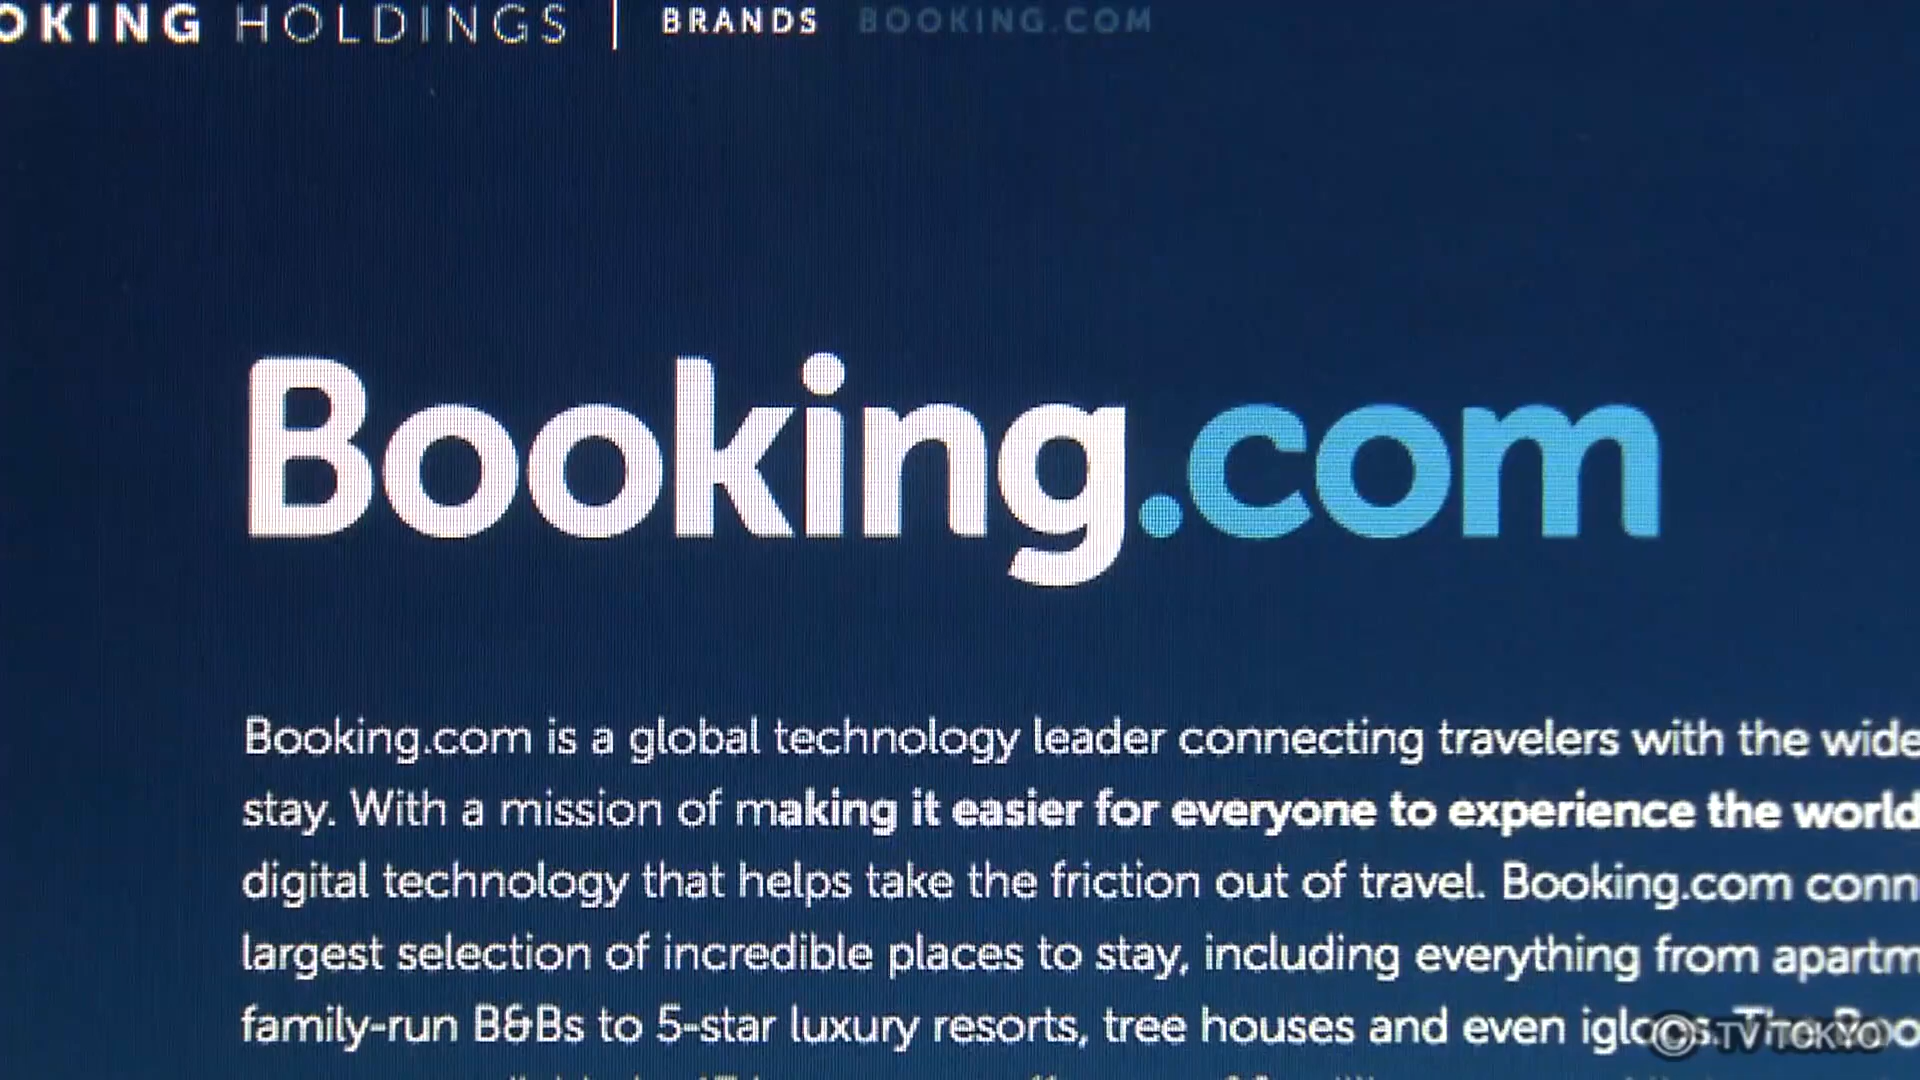 OKING HOLDINGS | BRANDS BOOKING.COM
Booking.com
Booking.com is a global technology leader connecting travelers with the wide
stay. With a mission of making it easier for everyone to experience the world
digital technology that helps take the friction out of travel. Booking.com conn
largest selection of incredible places to stay, including everything from apartm
family-run B&Bs to 5-star luxury resorts, tree houses and even igloos. The Boo
© TV TOKYO